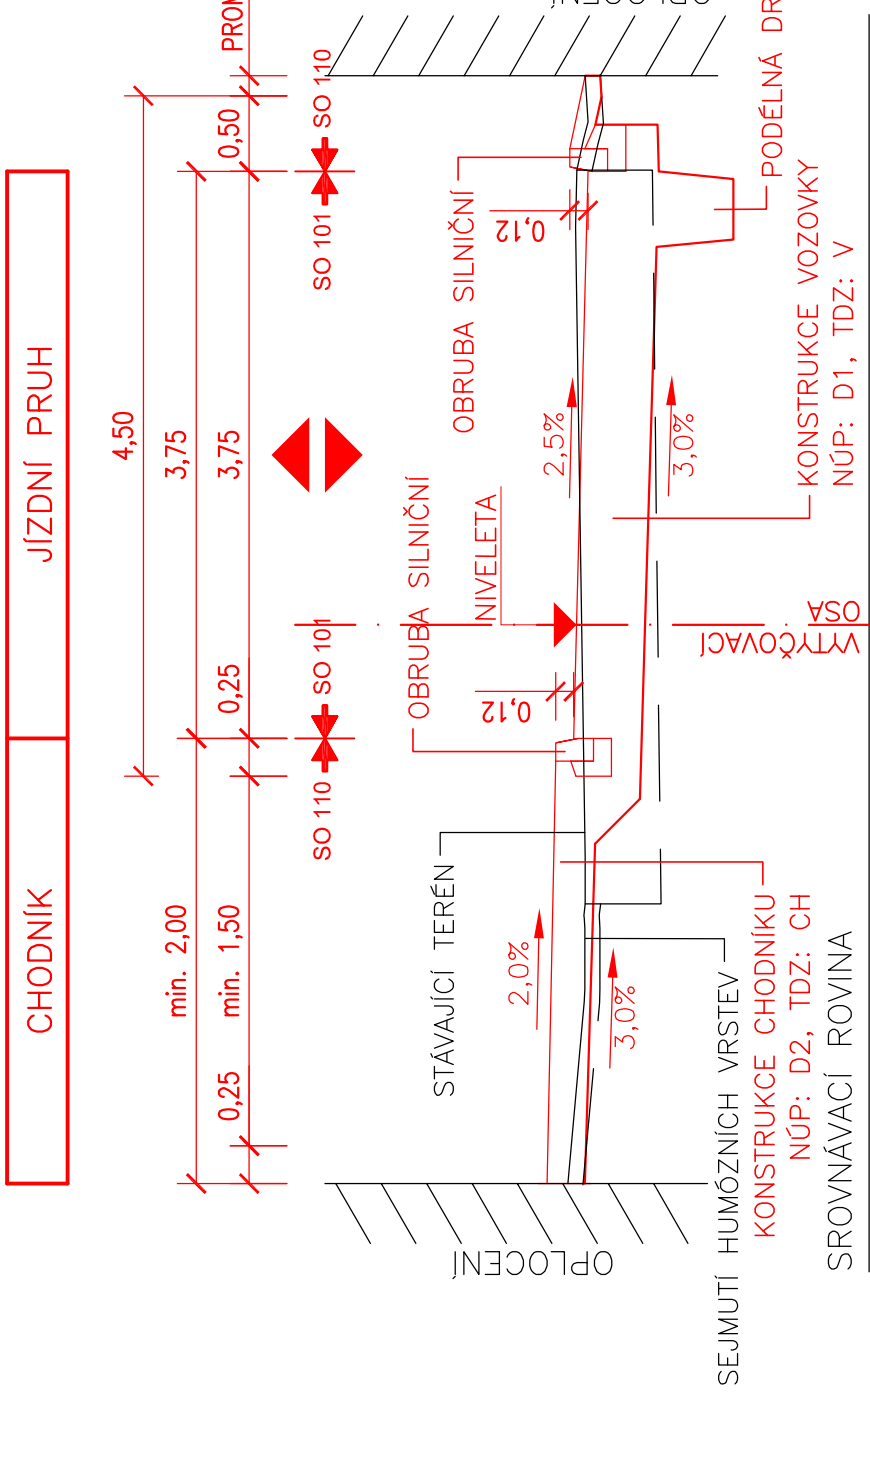 CHODNÍK
JÍZDNÍ PRUH
4,50
min. 2,00
3,75
0,25
min. 1,50
0,25
3,75
0,50
PROM
SO 110
SO 101
SO 101
SO 110
OPLOCENÍ
STÁVAJÍCÍ TERÉN
OBRUBA SILNIČNÍ
0,12
NIVELETA
OBRUBA SILNIČNÍ
0,12
OPLOCENÍ
2,0%
2,5%
3,0%
3,0%
VYTYČOVACÍ
OSA
SEJMUTÍ HUMÓZNÍCH VRSTEV
KONSTRUKCE CHODNÍKU
NÚP: D2, TDZ: CH
KONSTRUKCE VOZOVKY
NÚP: D1, TDZ: V
PODÉLNÁ DR
SROVNÁVACÍ ROVINA